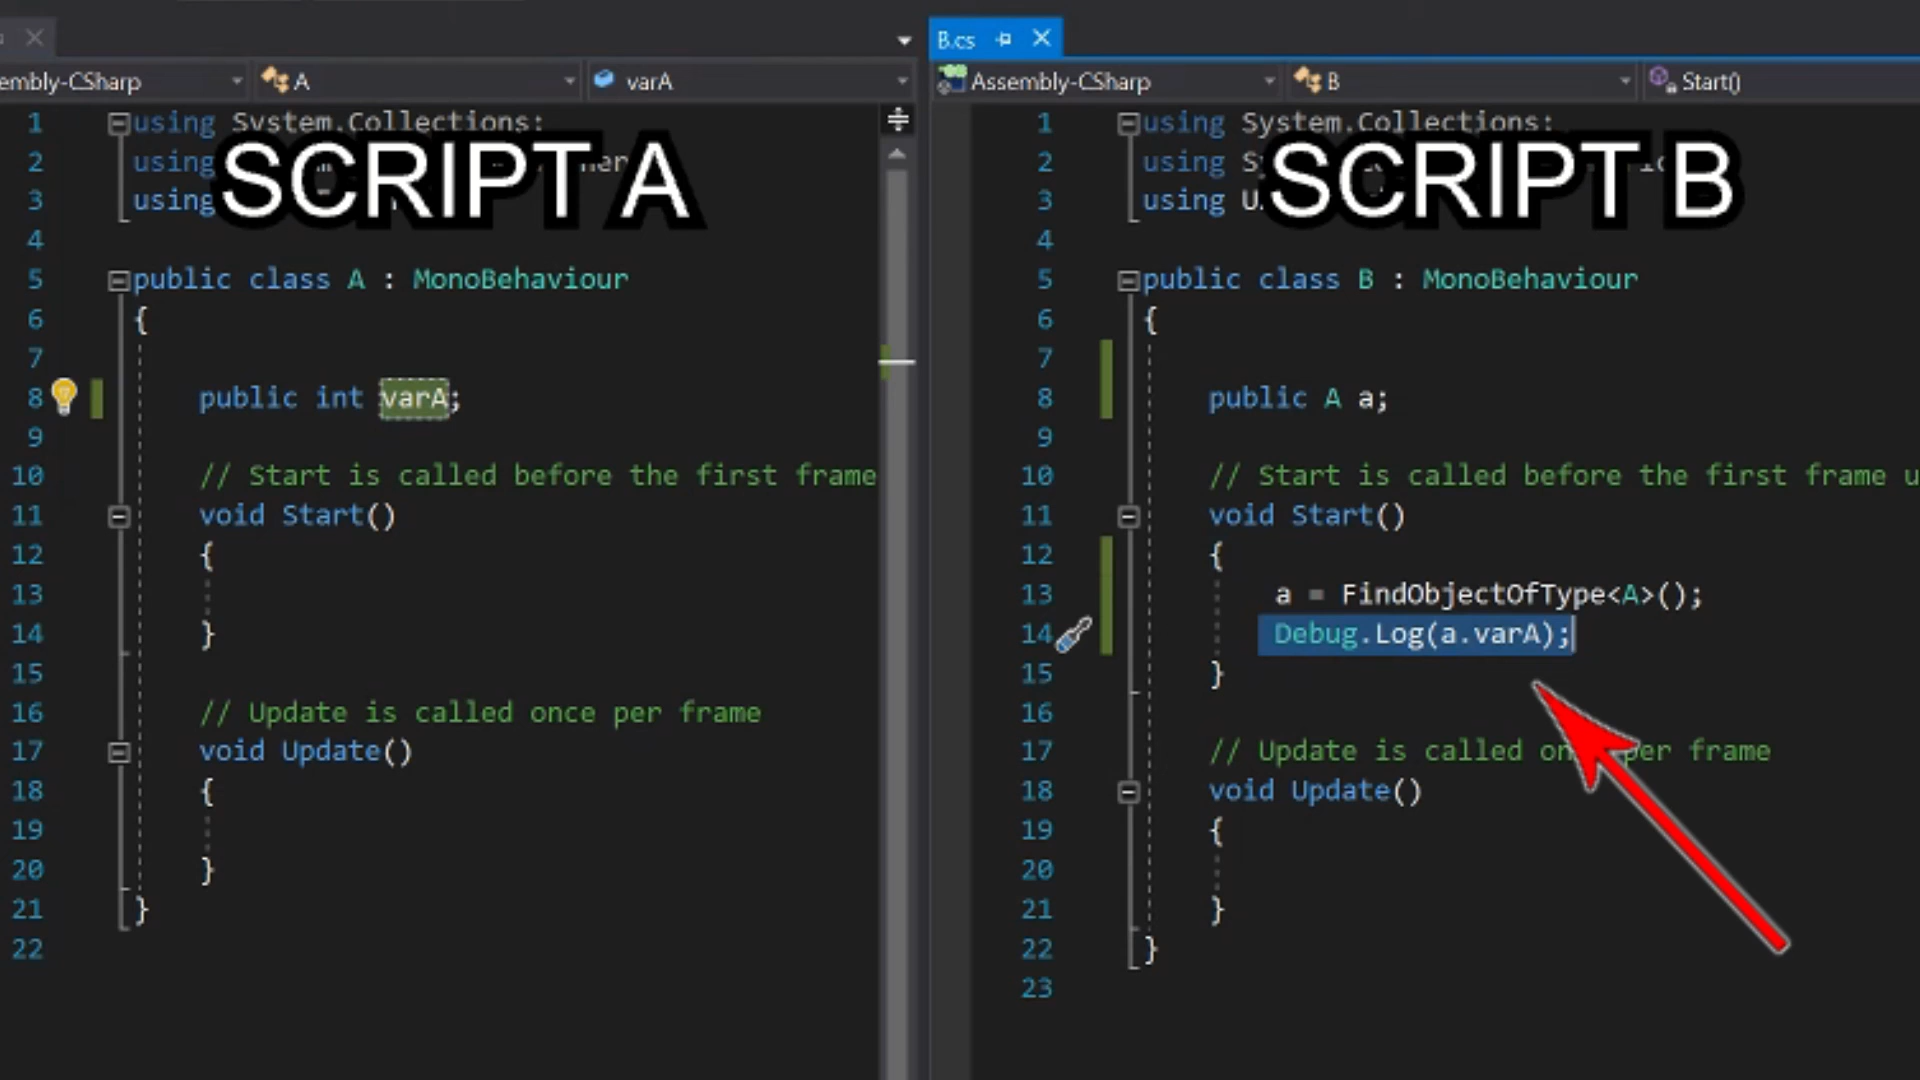 embly-CSharp
A
varA
SCRIPT A
1 using System.Collections;
2 using
3 using
4
5 public class A : MonoBehaviour
6 {
7
8 public int varA;
9
10 // Start is called before the first frame
11 void Start()
12 {
13
14 }
15
16 // Update is called once per frame
17 void Update()
18 {
19
20 }
21 }
22
B.cs
Assembly-CSharp
B
Start()
SCRIPT B
1 using System.Collections;
2 using
3 using
4
5 public class B : MonoBehaviour
6 {
7
8 public A a;
9
10 // Start is called before the first frame u
11 void Start()
12 {
13 a = FindObjectOfType<A>();
14 Debug.Log(a.varA);
15 }
16
17 // Update is called once per frame
18 void Update()
19 {
20
21 }
22 }
23